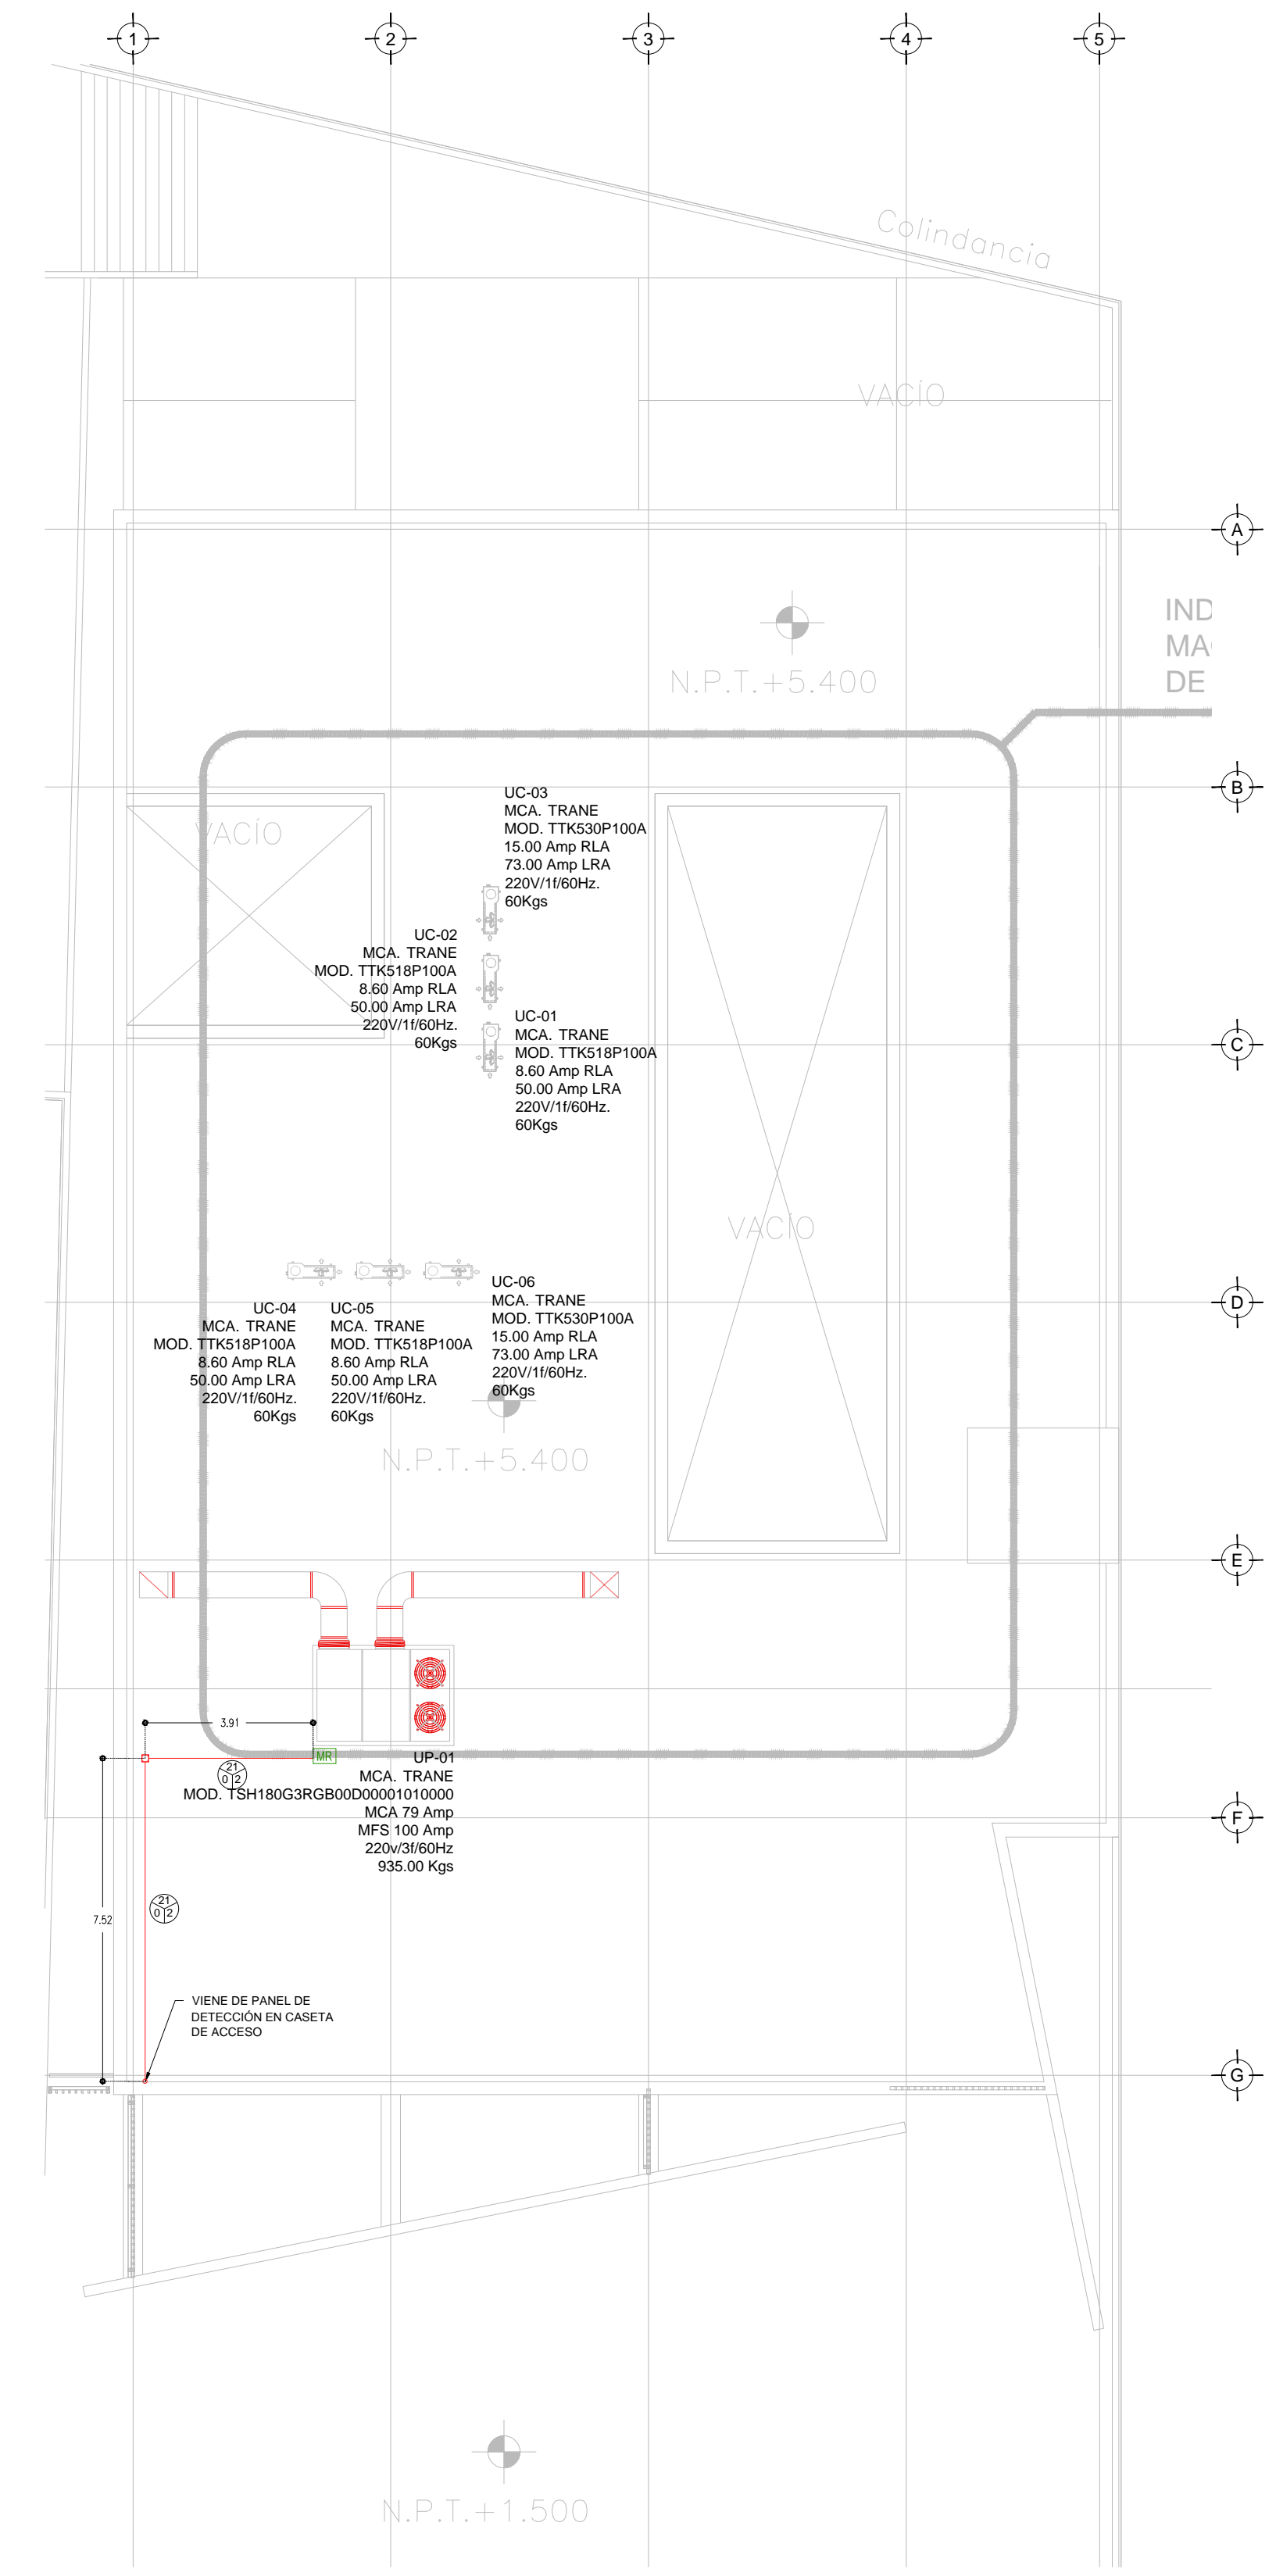 1
2
3
4
5
Colindancia
VACÍO
A
IND
MA
DE
N.P.T.+5.400
B
VACÍO
UC-03
MCA. TRANE
MOD. TTK530P100A
15.00 Amp RLA
73.00 Amp LRA
220V/1f/60Hz.
60Kgs
UC-02
MCA. TRANE
MOD. TTK518P100A
8.60 Amp RLA
50.00 Amp LRA
220V/1f/60Hz.
60Kgs
UC-01
MCA. TRANE
MOD. TTK518P100A
8.60 Amp RLA
50.00 Amp LRA
220V/1f/60Hz.
60Kgs
C
VACÍO
D
UC-04
MCA. TRANE
MOD. TTK518P100A
8.60 Amp RLA
50.00 Amp LRA
220V/1f/60Hz.
60Kgs
UC-05
MCA. TRANE
MOD. TTK518P100A
8.60 Amp RLA
50.00 Amp LRA
220V/1f/60Hz.
60Kgs
UC-06
MCA. TRANE
MOD. TTK530P100A
15.00 Amp RLA
73.00 Amp LRA
220V/1f/60Hz.
60Kgs
N.P.T.+5.400
E
3.91
MR
21
0 2
UP-01
MCA. TRANE
MOD. TSH180G3RGB00D00001010000
MCA 79 Amp
MFS 100 Amp
220v/3f/60Hz
935.00 Kgs
F
21
0 2
7.52
VIENE DE PANEL DE
DETECCIÓN EN CASETA
DE ACCESO
G
N.P.T.+1.500